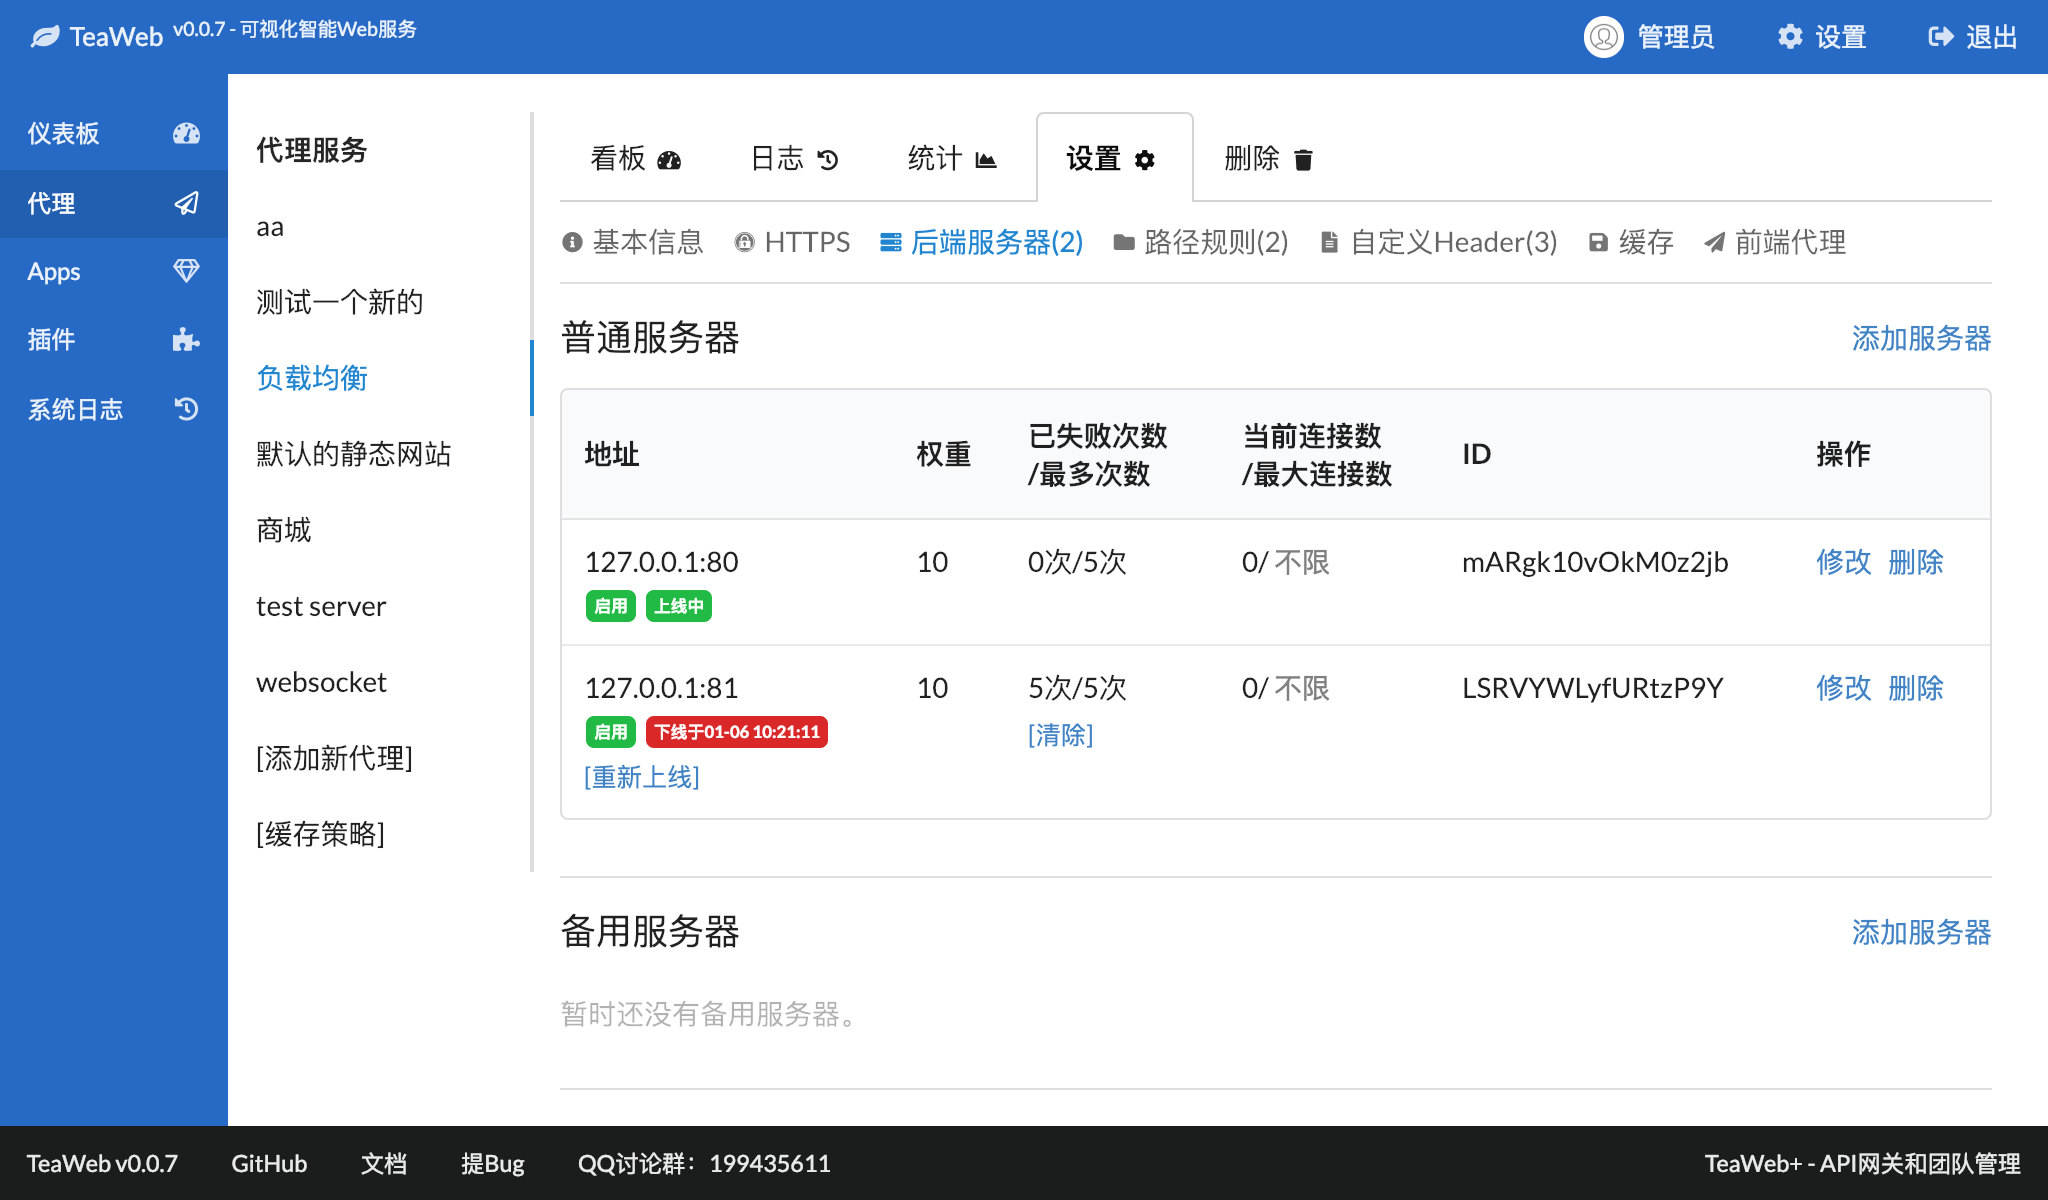 TeaWeb v0.0.7 - 可视化智能Web服务
管理员 设置 退出
仪表板
代理
Apps
插件
系统日志
代理服务
aa
测试一个新的
负载均衡
默认的静态网站
商城
test server
websocket
[添加新代理]
[缓存策略]
看板 日志 统计 设置 删除
基本信息 HTTPS 后端服务器(2) 路径规则(2) 自定义Header(3) 缓存 前端代理
普通服务器 添加服务器
地址 权重 已失败次数 当前连接数 ID 操作
/最多次数 /最大连接数
127.0.0.1:80 10 0次/5次 0/ 不限 mARgk10vOkM0z2jb 修改 删除
启用 上线中
127.0.0.1:81 10 5次/5次 0/ 不限 LSRVYWLyfURtzP9Y 修改 删除
启用 下线于01-06 10:21:11 [清除]
[重新上线]
备用服务器 添加服务器
暂时还没有备用服务器。
TeaWeb v0.0.7 GitHub 文档 提Bug QQ讨论群：199435611 TeaWeb+ - API网关和团队管理